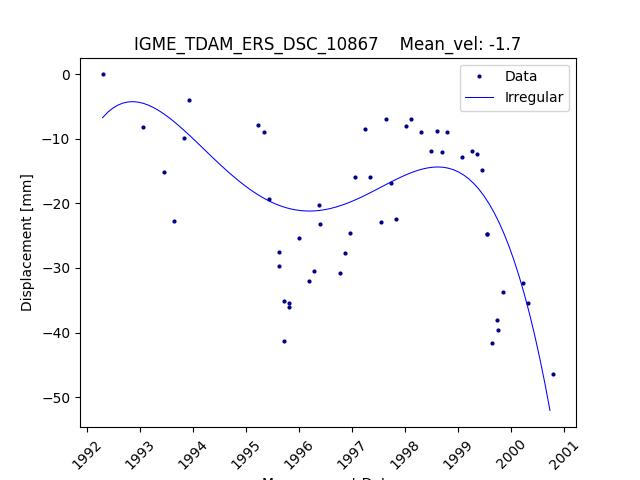 IGME_TDAM_ERS_DSC_10867    Mean_vel: -1.7
Data
Irregular
Displacement [mm]
0
−10
−20
−30
−40
−50
1992 1993 1994 1995 1996 1997 1998 1999 2000 2001